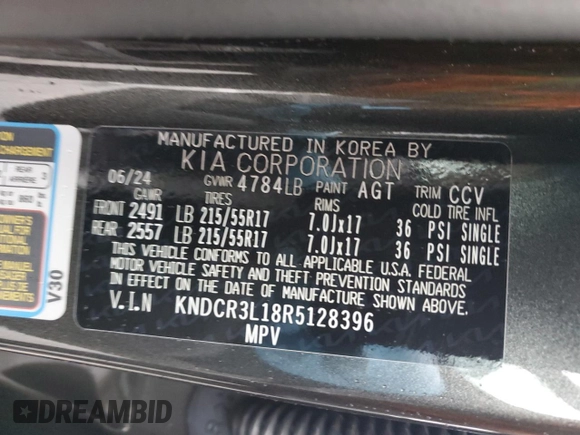 MANUFACTURED IN KOREA BY
KIA CORPORATION
06/24 GVWR 4784LB PAINT AGT TRIM CCV
GAWR TIRES RIMS COLD TIRE INFL
FRONT 2491 LB 215/55R17 7.0Jx17 36 PSI SINGLE
REAR 2557 LB 215/55R17 7.0Jx17 36 PSI SINGLE
THIS VEHICLE CONFORMS TO ALL APPLICABLE U.S.A. FEDERAL
MOTOR VEHICLE SAFETY AND THEFT PREVENTION STANDARDS
IN EFFECT ON THE DATE OF MANUFACTURE SHOWN ABOVE.
V.I.N KNDCR3L18R5128396
MPV
REAR 3
V30
DREAMBID